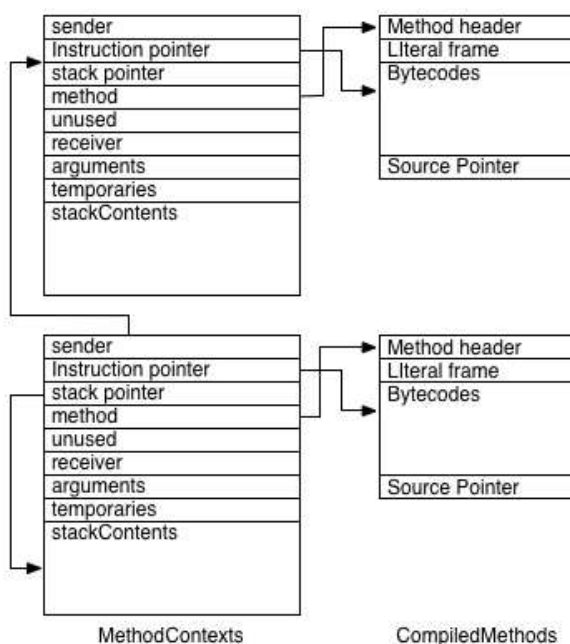 sender
Instruction pointer
stack pointer
method
unused
receiver
arguments
temporaries
stackContents
Method header
LIteral frame
Bytecodes
Source Pointer
sender
Instruction pointer
stack pointer
method
unused
receiver
arguments
temporaries
stackContents
Method header
LIteral frame
Bytecodes
Source Pointer
MethodContexts
CompiledMethods